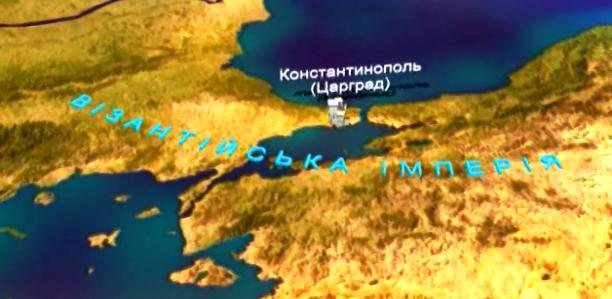 Константинополь
(Царград)
ВІЗАНТІЙСЬКА ІМПЕРІЯ